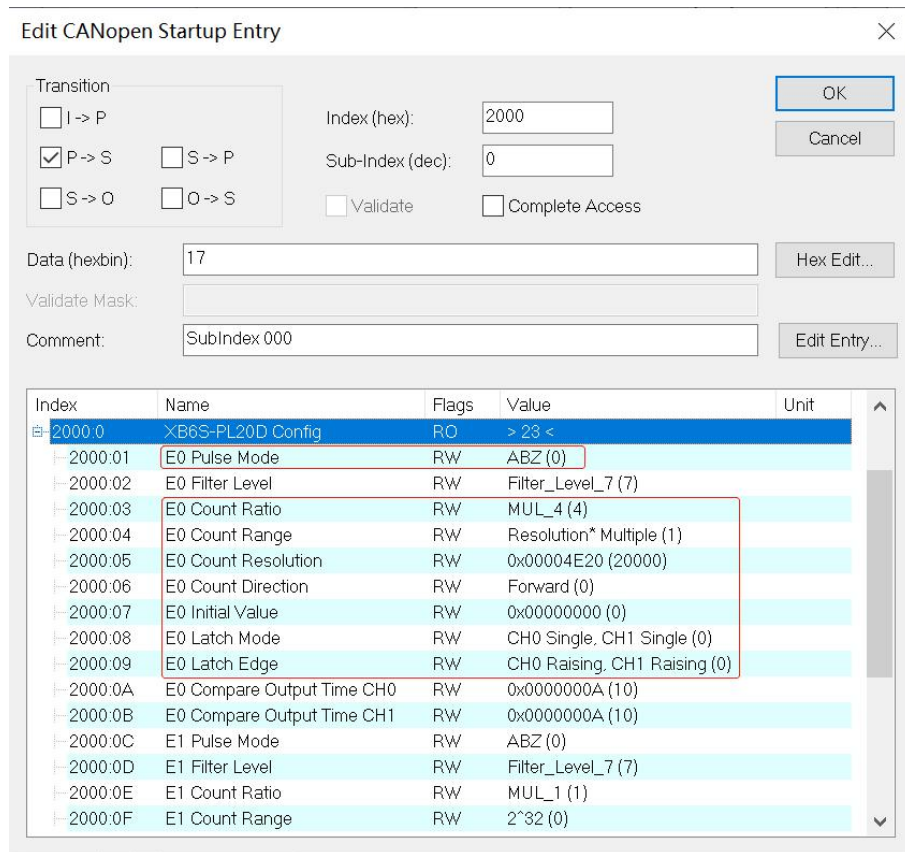 Edit CANopen Startup Entry
Transition
I -> P
P -> S
S -> P
S -> O
O -> S
Index (hex):
2000
Sub-Index (dec):
0
Validate
Complete Access
OK
Cancel
Data (hexbin):
17
Hex Edit...
Validate Mask:
Comment:
SubIndex 000
Edit Entry...
Index Name Flags Value Unit
2000:0 XB6S-PL20D Config RO > 23 <
2000:01 E0 Pulse Mode RW ABZ (0)
2000:02 E0 Filter Level RW Filter_Level_7 (7)
2000:03 E0 Count Ratio RW MUL_4 (4)
2000:04 E0 Count Range RW Resolution* Multiple (1)
2000:05 E0 Count Resolution RW 0x00004E20 (20000)
2000:06 E0 Count Direction RW Forward (0)
2000:07 E0 Initial Value RW 0x00000000 (0)
2000:08 E0 Latch Mode RW CH0 Single, CH1 Single (0)
2000:09 E0 Latch Edge RW CH0 Raising, CH1 Raising (0)
2000:0A E0 Compare Output Time CH0 RW 0x0000000A (10)
2000:0B E0 Compare Output Time CH1 RW 0x0000000A (10)
2000:0C E1 Pulse Mode RW ABZ (0)
2000:0D E1 Filter Level RW Filter_Level_7 (7)
2000:0E E1 Count Ratio RW MUL_1 (1)
2000:0F E1 Count Range RW 2^32 (0)